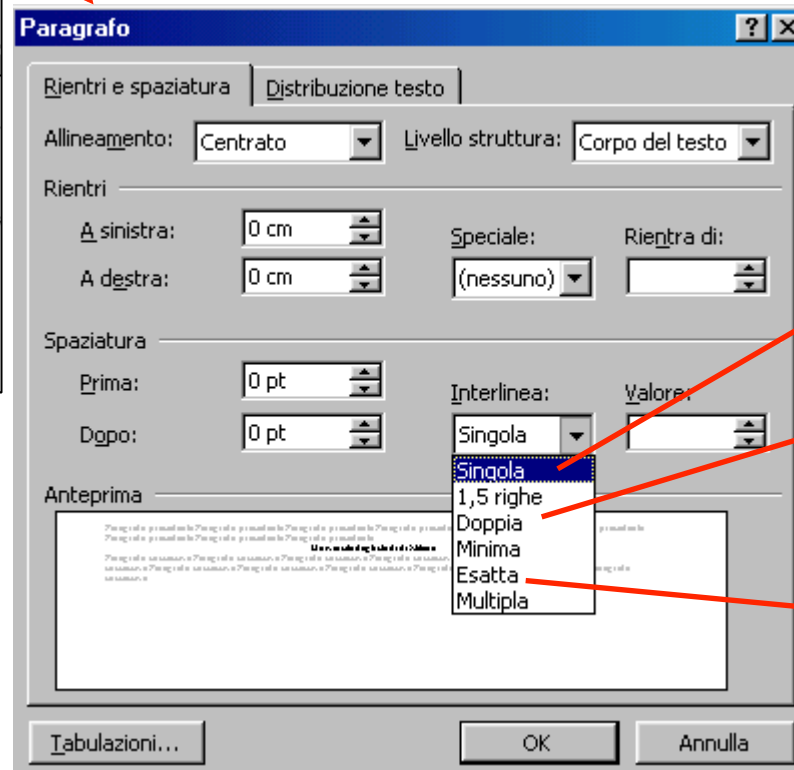 Paragrafo
Rientri e spaziatura Distribuzione testo
Allineamento: Centrato Livello struttura: Corpo del testo
Rientri
A sinistra: 0 cm Speciale: Rientra di:
A destra: 0 cm (nessuno)
Spaziatura
Prima: 0 pt Interlinea: Valore:
Dopo: 0 pt Singola
Singola
1,5 righe
Doppia
Minima
Esatta
Multipla
Anteprima
Tabulazioni... OK Annulla